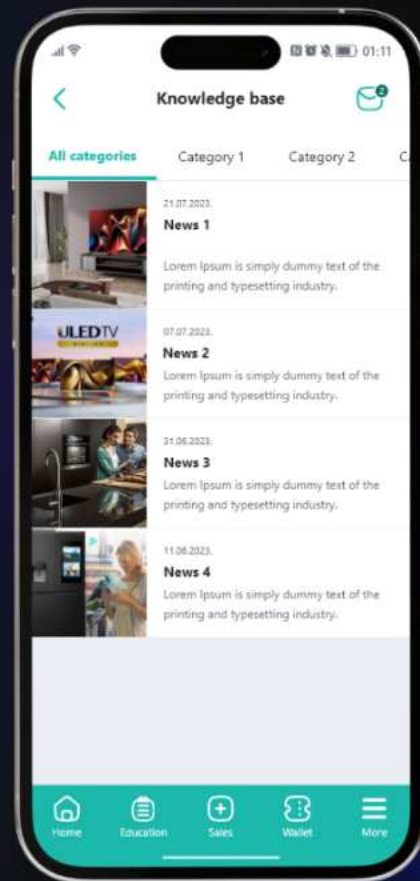 01:11
Knowledge base
2
All categories
Category 1
Category 2
C
21.07.2023.
News 1
Lorem Ipsum is simply dummy text of the
printing and typesetting industry.
ULED TV
07.07.2023.
News 2
Lorem Ipsum is simply dummy text of the
printing and typesetting industry.
31.06.2023.
News 3
Lorem Ipsum is simply dummy text of the
printing and typesetting industry.
11.06.2023.
News 4
Lorem Ipsum is simply dummy text of the
printing and typesetting industry.
Home
Education
Sales
Wallet
More